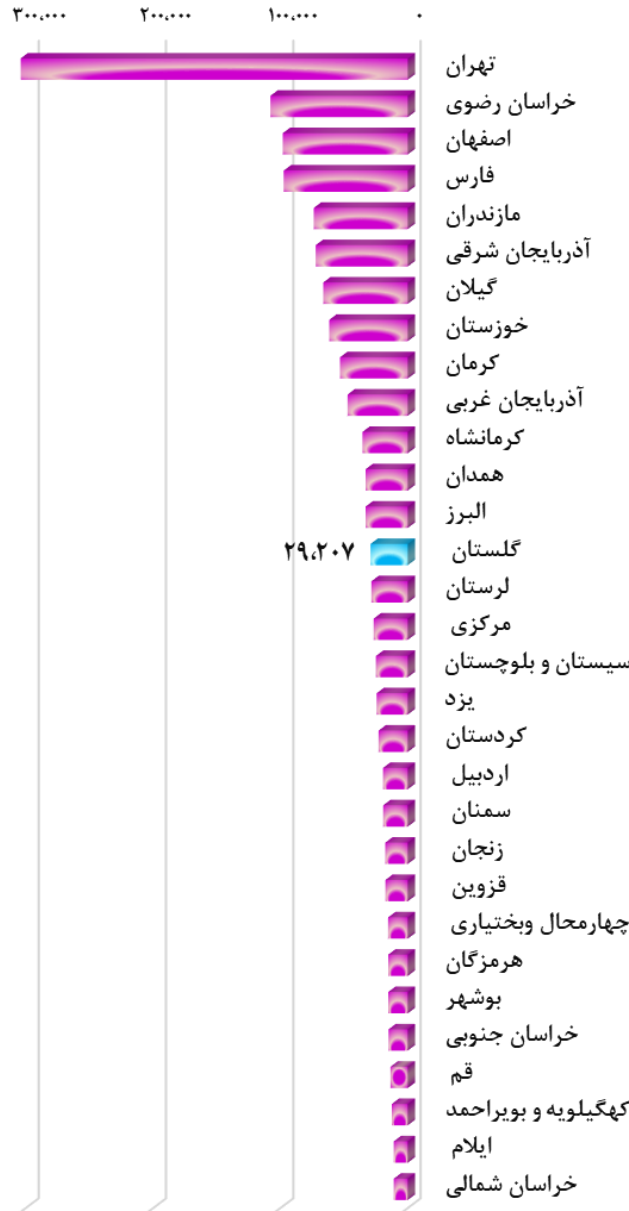 ۳۰۰،۰۰۰ ۲۰۰،۰۰۰ ۱۰۰،۰۰۰ ۰
تهران
خراسان رضوی
اصفهان
فارس
مازندران
آذربایجان شرقی
گیلان
خوزستان
کرمان
آذربایجان غربی
کرمانشاه
همدان
البرز
گلستان ۲۹،۲۰۷
لرستان
مرکزی
سیستان و بلوچستان
یزد
کردستان
اردبیل
سمنان
زنجان
قزوین
چهارمحال وبختیاری
هرمزگان
بوشهر
خراسان جنوبی
قم
کهگیلویه و بویراحمد
ایلام
خراسان شمالی